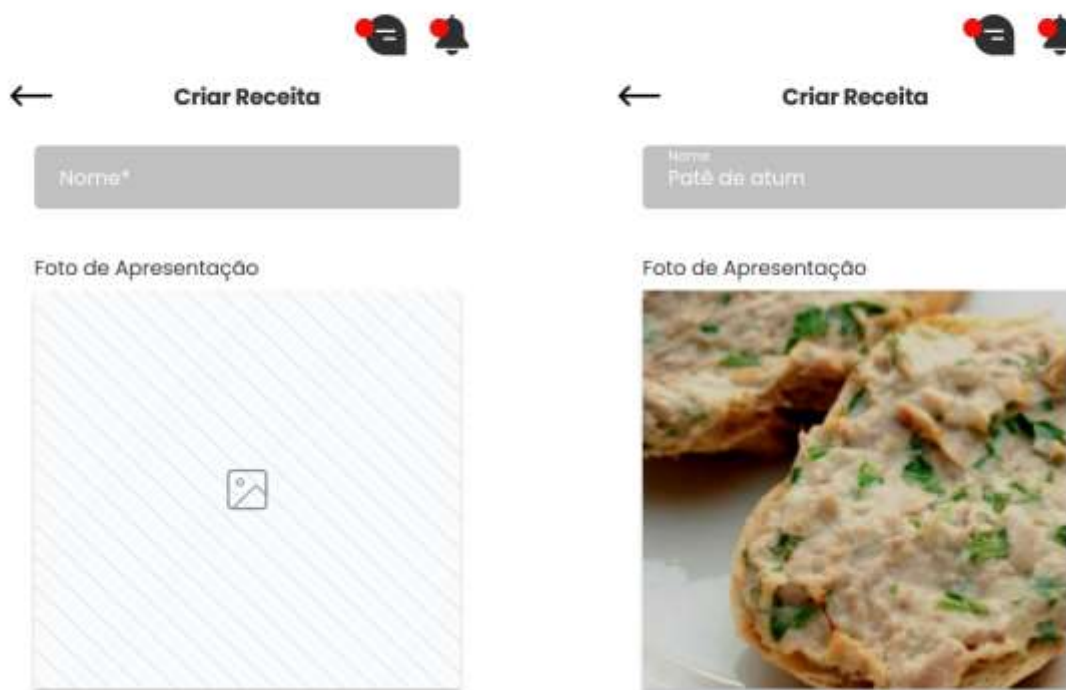 Criar Receita
Nome*
Foto de Apresentação
Criar Receita
Nome
Patê de atum
Foto de Apresentação